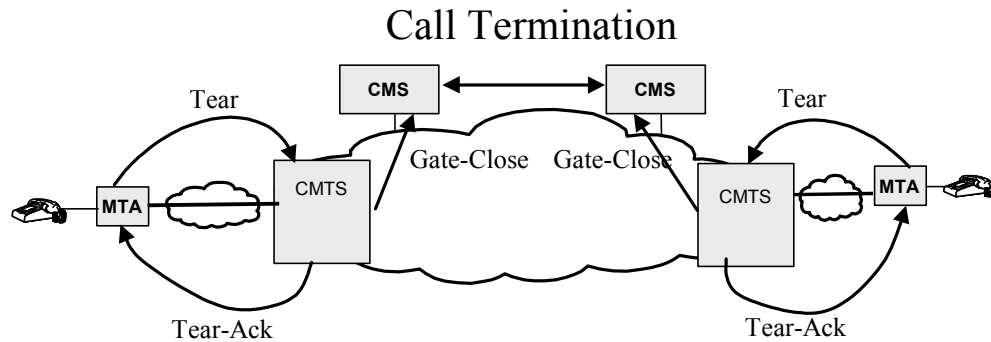 Call Termination
CMS
CMS
Tear
Tear
Gate-Close
Gate-Close
CMTS
CMTS
MTA
MTA
Tear-Ack
Tear-Ack